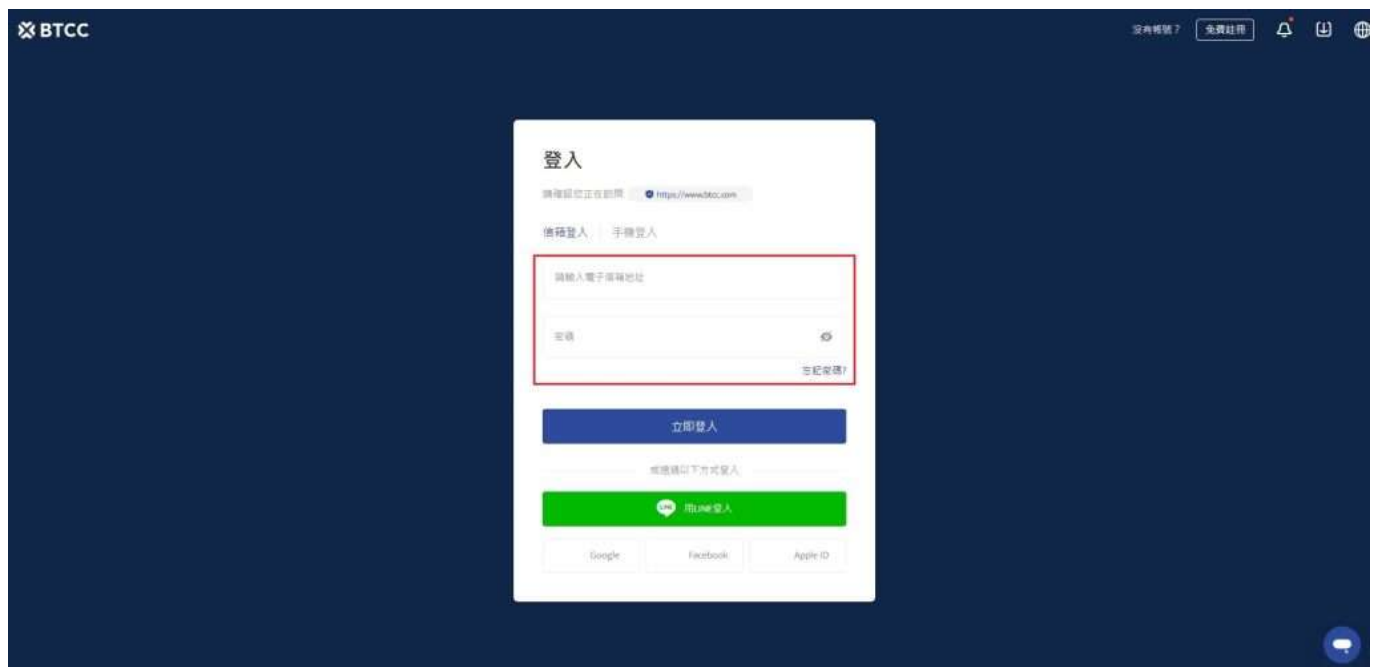 BTCC
沒有帳號？ 免費註冊
登入
請確認您正在訪問 https://www.btcc.com
信箱登入 手機登入
請輸入電子信箱地址
密碼
忘記密碼?
立即登入
或透過以下方式登入
LINE 用LINE登入
Google Facebook Apple ID